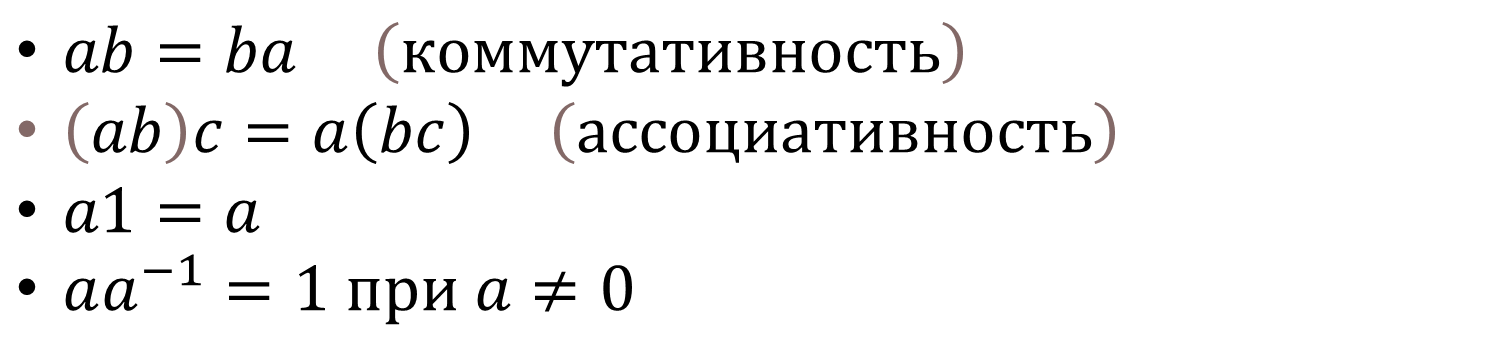 • ab = ba (коммутативность)
• (ab)c = a(bc) (ассоциативность)
• a1 = a
• aa⁻¹ = 1 при a ≠ 0